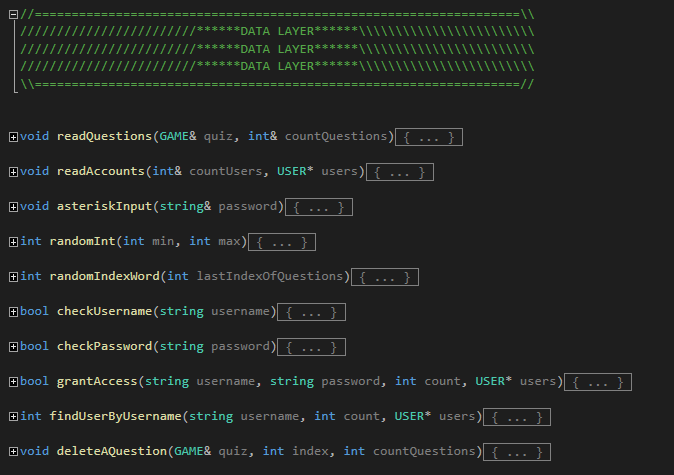 //==================================================================\\
////////////////////////******DATA LAYER******\\\\\\\\\\\\\\\\\\\\\\\\
////////////////////////******DATA LAYER******\\\\\\\\\\\\\\\\\\\\\\\\
////////////////////////******DATA LAYER******\\\\\\\\\\\\\\\\\\\\\\\\
\\==================================================================//
void readQuestions(GAME& quiz, int& countQuestions){ ... }
void readAccounts(int& countUsers, USER* users){ ... }
void asteriskInput(string& password){ ... }
int randomInt(int min, int max){ ... }
int randomIndexWord(int lastIndexOfQuestions){ ... }
bool checkUsername(string username){ ... }
bool checkPassword(string password){ ... }
bool grantAccess(string username, string password, int count, USER* users){ ... }
int findUserByUsername(string username, int count, USER* users){ ... }
void deleteAQuestion(GAME& quiz, int index, int countQuestions){ ... }